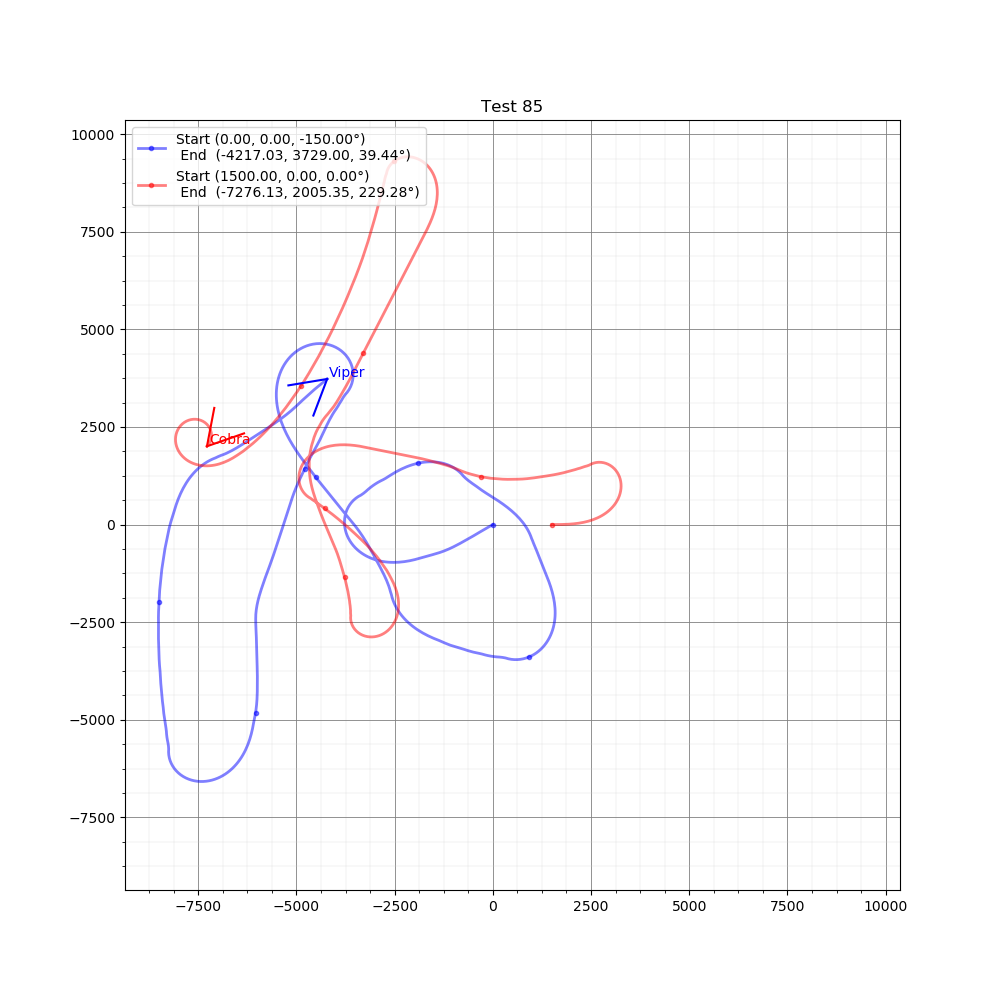 Test 85
Start (0.00, 0.00, -150.00°)
End (-4217.03, 3729.00, 39.44°)
Start (1500.00, 0.00, 0.00°)
End (-7276.13, 2005.35, 229.28°)
10000
7500
5000
2500
0
−2500
−5000
−7500
Viper
Cobra
−7500 −5000 −2500 0 2500 5000 7500 10000